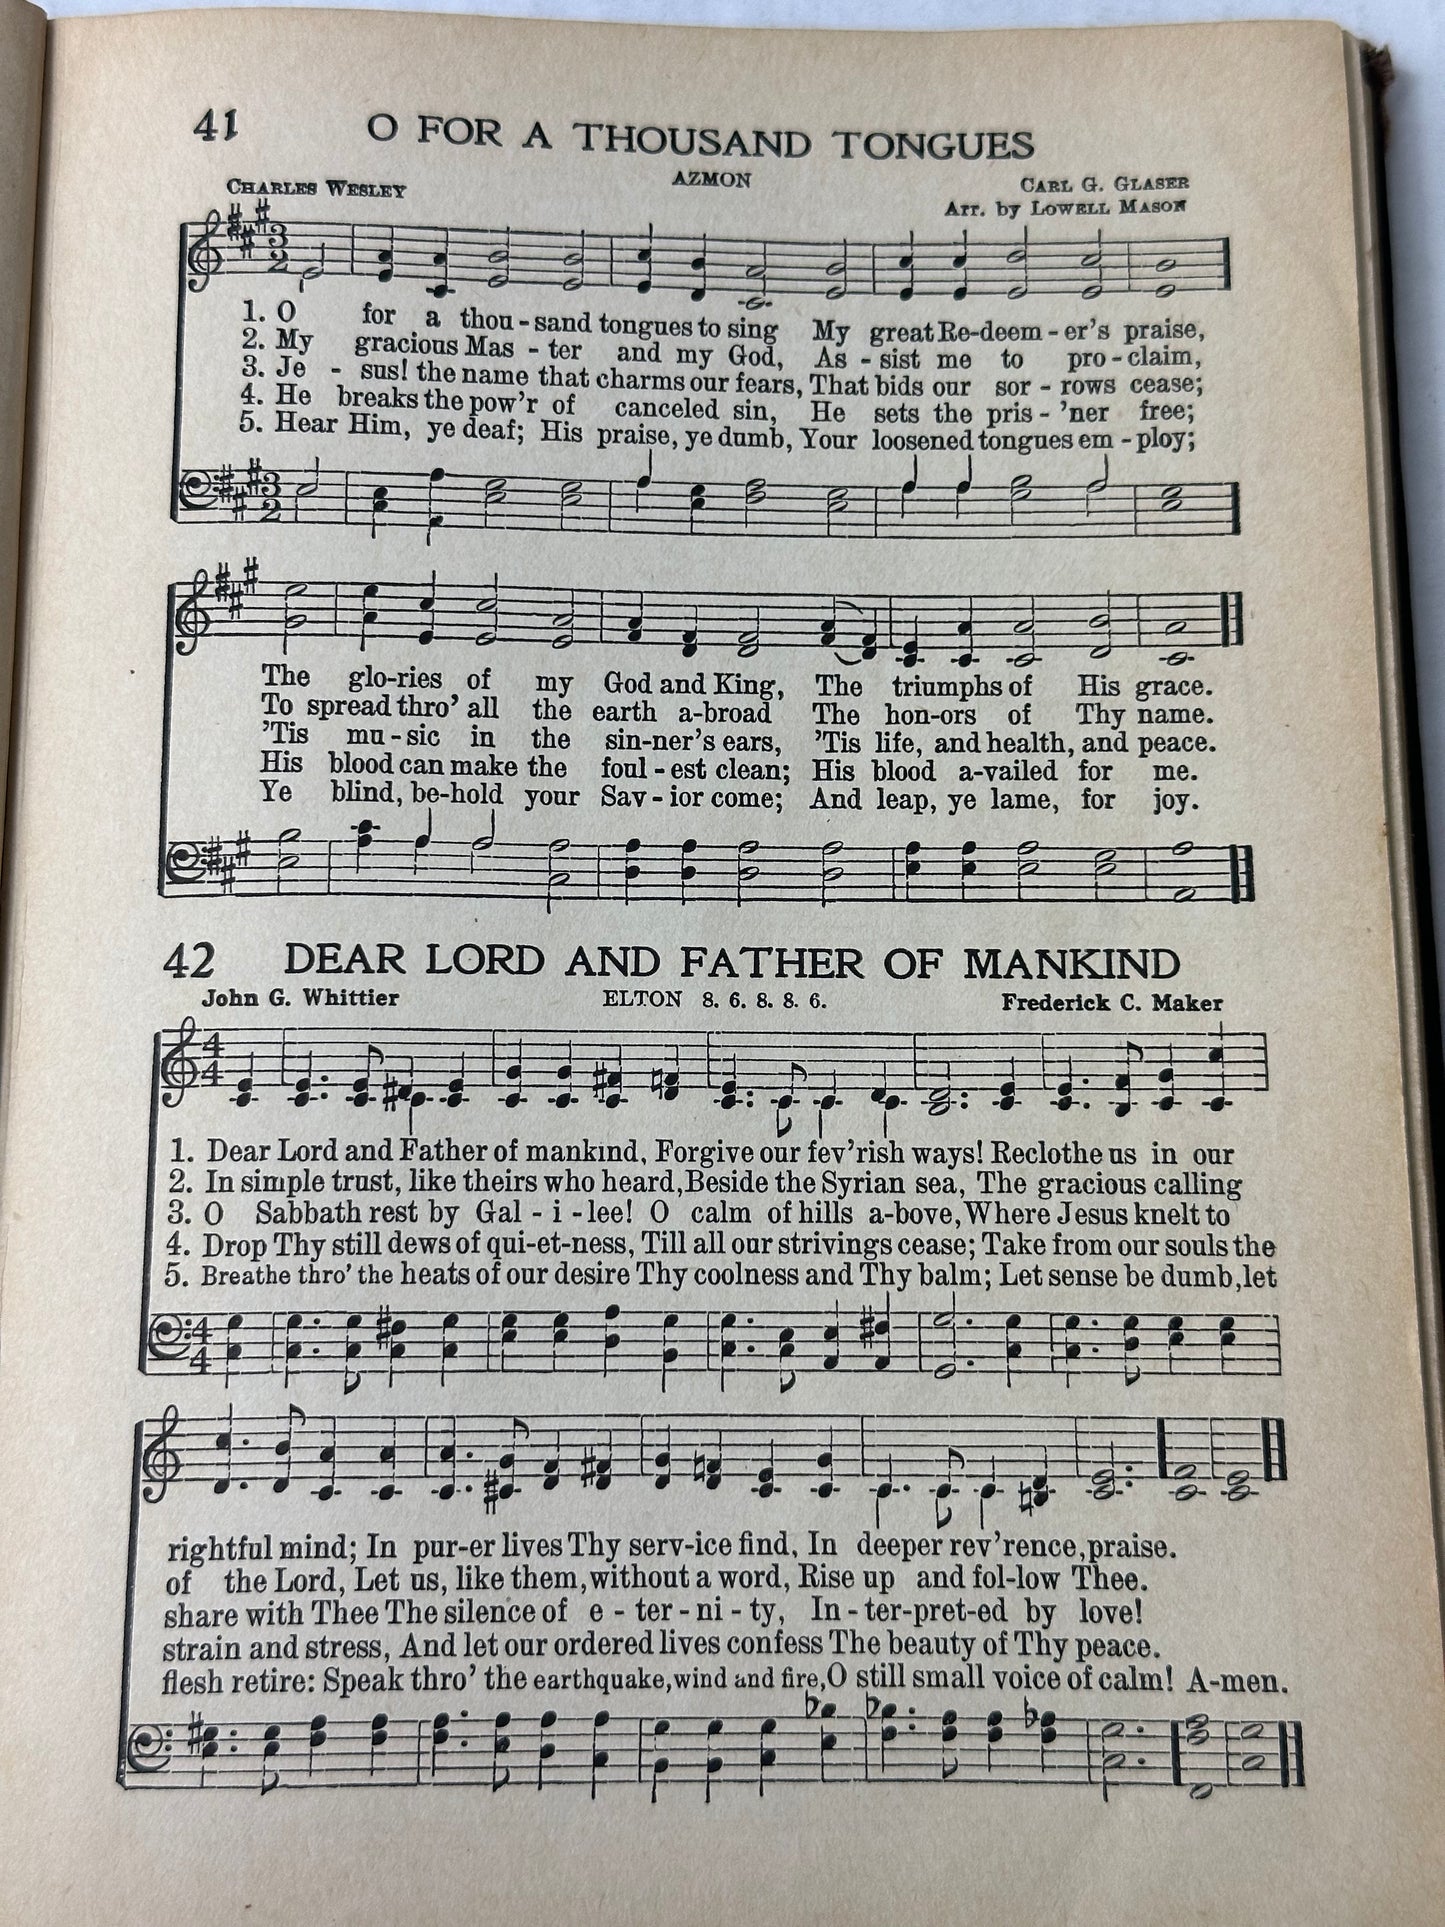 41 O FOR A THOUSAND TONGUES
CHARLES WESLEY AZMON CARL G. GLASER
Arr. by LOWELL MASON
1. O for a thou - sand tongues to sing My great Re-deem - er's praise,
2. My gracious Mas - ter and my God, As - sist me to pro - claim,
3. Je - sus! the name that charms our fears, That bids our sor - rows cease;
4. He breaks the pow'r of canceled sin, He sets the pris - 'ner free;
5. Hear Him, ye deaf; His praise, ye dumb, Your loosened tongues em - ploy;
The glo-ries of my God and King, The triumphs of His grace.
To spread thro' all the earth a-broad The hon-ors of Thy name.
'Tis mu - sic in the sin-ner's ears, 'Tis life, and health, and peace.
His blood can make the foul - est clean; His blood a-vailed for me.
Ye blind, be-hold your Sav - ior come; And leap, ye lame, for joy.
42 DEAR LORD AND FATHER OF MANKIND
John G. Whittier ELTON 8. 6. 8. 8. 6. Frederick C. Maker
1. Dear Lord and Father of mankind, Forgive our fev'rish ways! Reclothe us in our
2. In simple trust, like theirs who heard, Beside the Syrian sea, The gracious calling
3. O Sabbath rest by Gal - i - lee! O calm of hills a-bove, Where Jesus knelt to
4. Drop Thy still dews of qui-et-ness, Till all our strivings cease; Take from our souls the
5. Breathe thro' the heats of our desire Thy coolness and Thy balm; Let sense be dumb, let
rightful mind; In pur-er lives Thy serv-ice find, In deeper rev'rence, praise.
of the Lord, Let us, like them, without a word, Rise up and fol-low Thee.
share with Thee The silence of e - ter - ni - ty, In - ter-pret-ed by love!
strain and stress, And let our ordered lives confess The beauty of Thy peace.
flesh retire: Speak thro' the earthquake, wind and fire, O still small voice of calm! A-men.